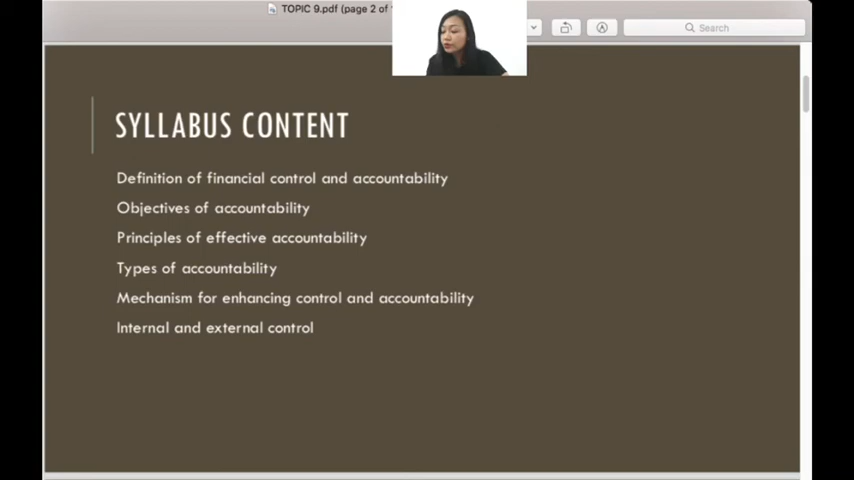 TOPIC 9.pdf (page 2 of
Search
SYLLABUS CONTENT
Definition of financial control and accountability
Objectives of accountability
Principles of effective accountability
Types of accountability
Mechanism for enhancing control and accountability
Internal and external control